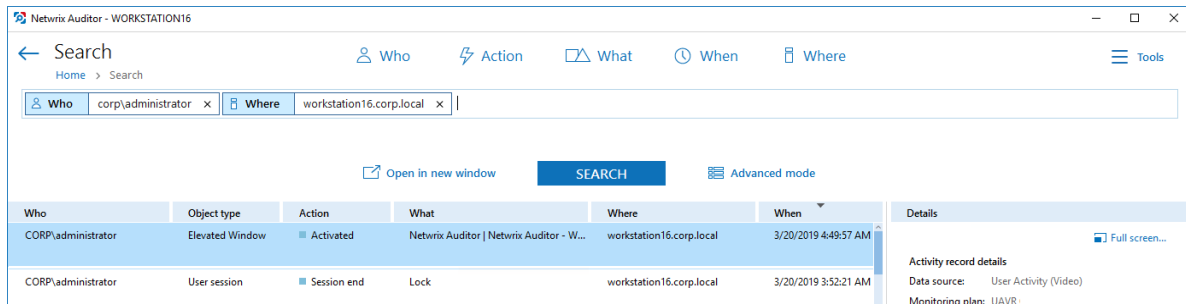 Netwrix Auditor - WORKSTATION16
Search
Who Action What When Where
Tools
Home > Search
Who corp\administrator × Where workstation16.corp.local ×
Open in new window SEARCH Advanced mode
Who Object type Action What Where When Details
CORP\administrator Elevated Window Activated Netwrix Auditor | Netwrix Auditor - W... workstation16.corp.local 3/20/2019 4:49:57 AM
Full screen...
Activity record details
CORP\administrator User session Session end Lock workstation16.corp.local 3/20/2019 3:52:21 AM
Data source: User Activity (Video)
Monitoring plan: UAVR